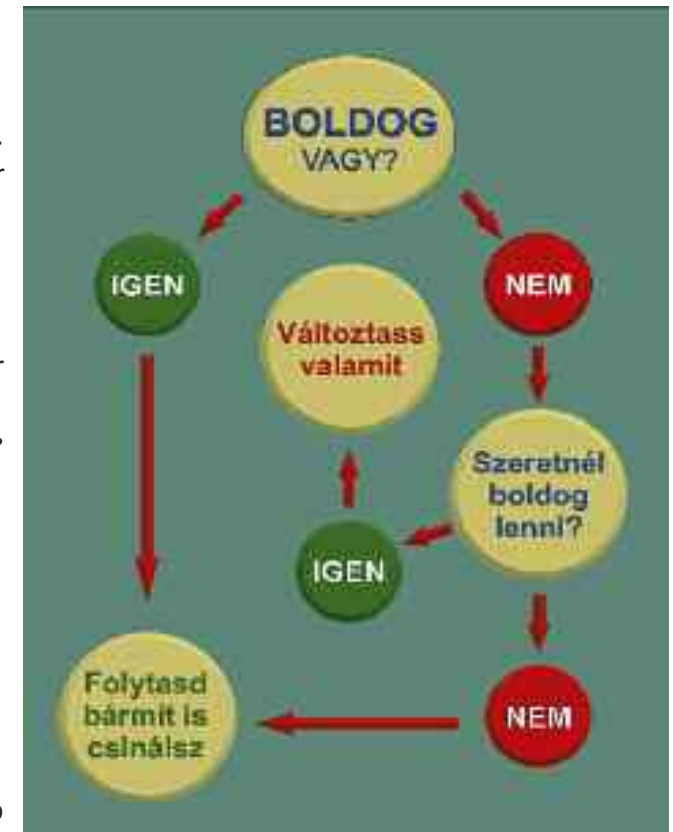 BOLDOG
VAGY?
IGEN
NEM
Változtass
valamit
Szeretnél
boldog
lenni?
IGEN
Folytasd
bármit is
csinálsz
NEM